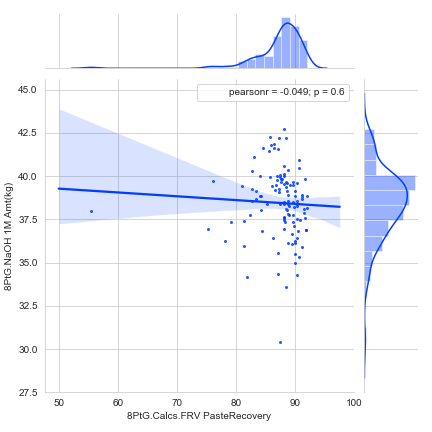 pearsonr = -0.049; p = 0.6
45.0
42.5
40.0
37.5
35.0
32.5
30.0
27.5
8PtG.NaOH 1M Amt(kg)
50 60 70 80 90 100
8PtG.Calcs.FRV PasteRecovery